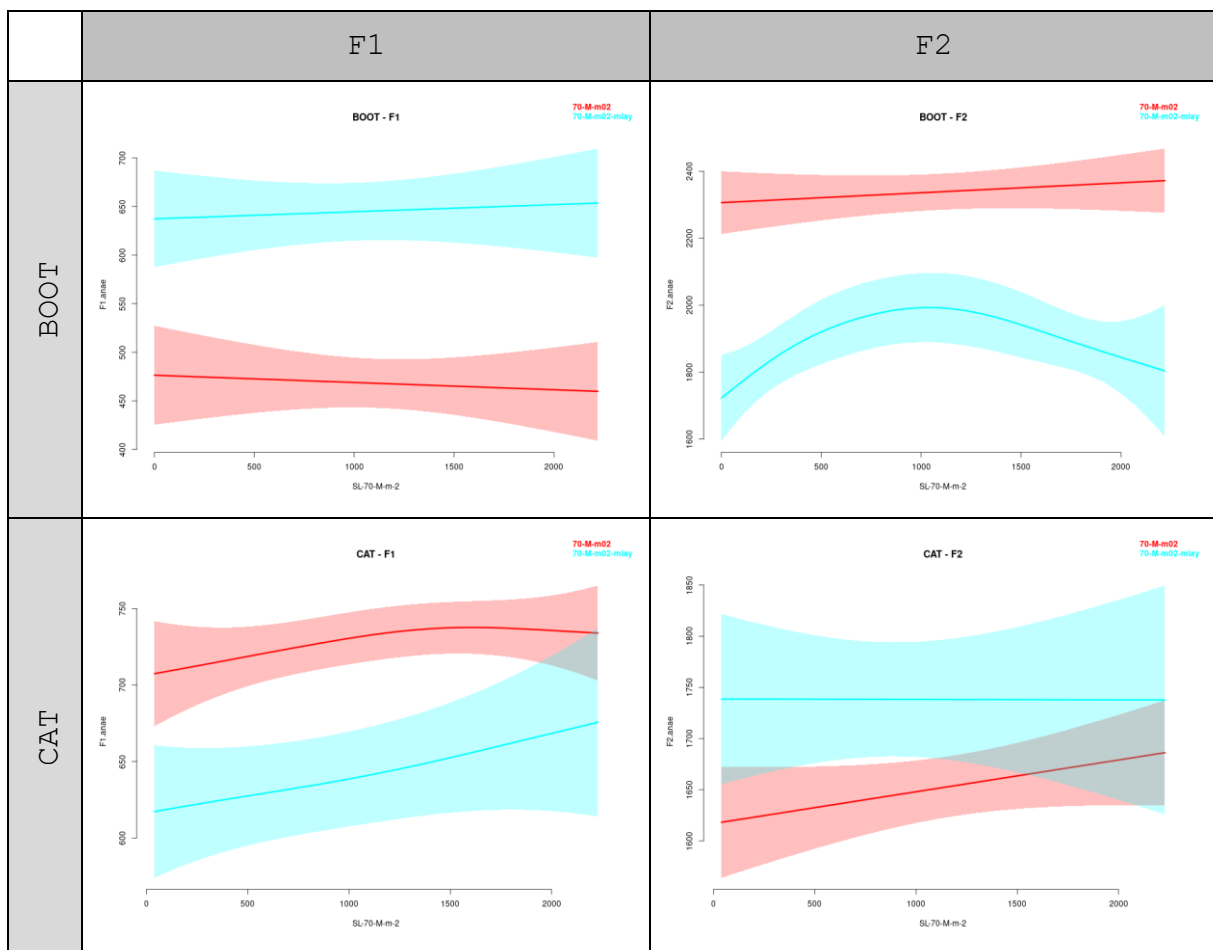 F1
F2
BOOT
BOOT - F1
70-M-m02
70-M-m02-mlay
F1.anae
700
650
600
550
500
450
400
0 500 1000 1500 2000
SL-70-M-m-2
BOOT - F2
70-M-m02
70-M-m02-mlay
F2.anae
2400
2200
2000
1800
1600
0 500 1000 1500 2000
SL-70-M-m-2
CAT
CAT - F1
70-M-m02
70-M-m02-mlay
F1.anae
750
700
650
600
0 500 1000 1500 2000
SL-70-M-m-2
CAT - F2
70-M-m02
70-M-m02-mlay
F2.anae
1850
1800
1750
1700
1650
1600
0 500 1000 1500 2000
SL-70-M-m-2